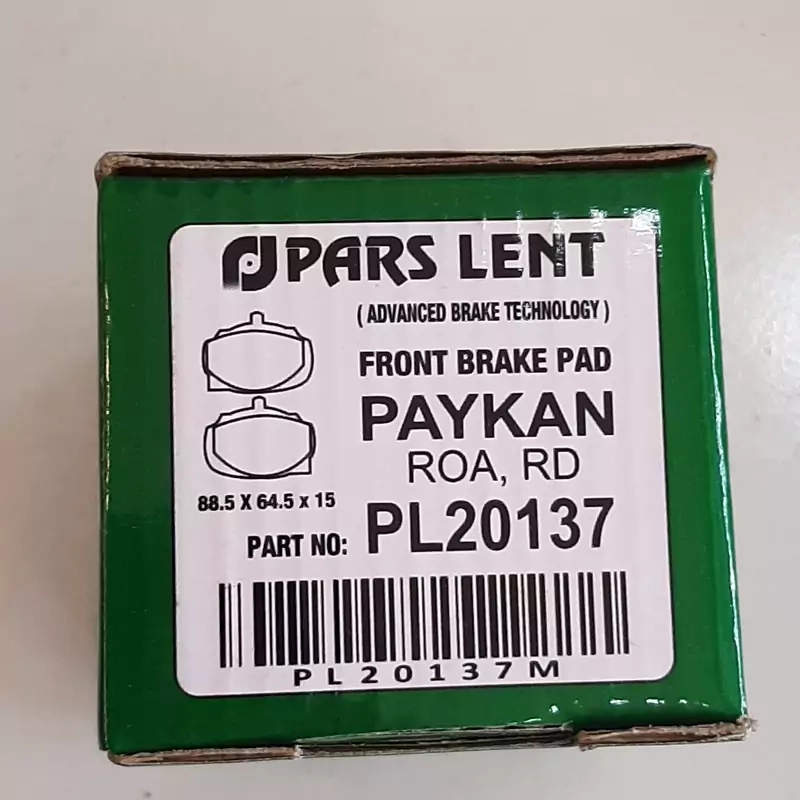 PARS LENT
( ADVANCED BRAKE TECHNOLOGY )
FRONT BRAKE PAD
PAYKAN
ROA, RD
88.5 X 64.5 x 15
PART NO: PL20137
PL20137M